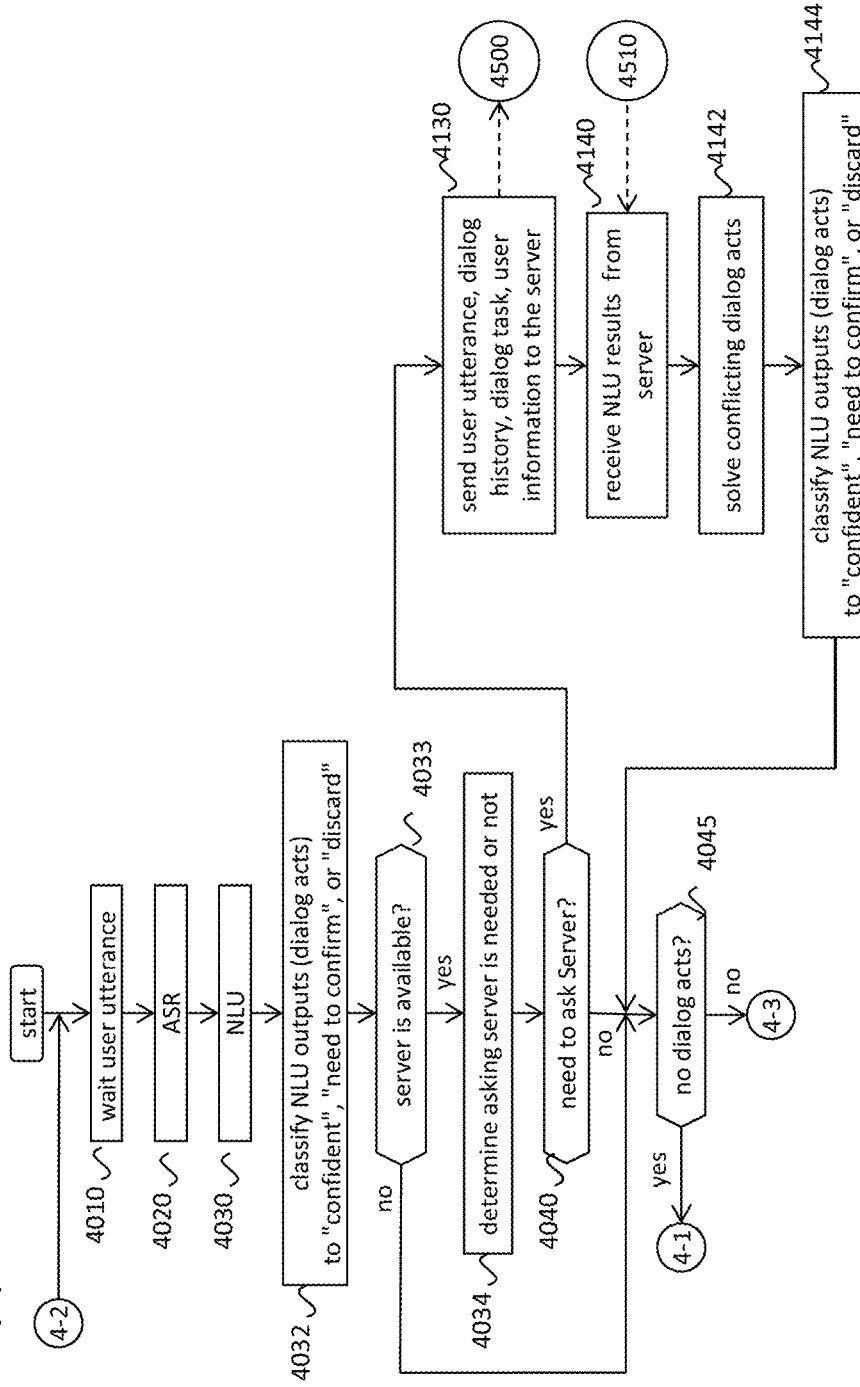 start
4-2
wait user utterance
4010
ASR
4020
NLU
4030
classify NLU outputs (dialog acts)
to "confident", "need to confirm", or "discard"
4032
server is available?
4033
no
yes
determine asking server is needed or not
4034
need to ask Server?
4040
yes
no
no dialog acts?
4045
yes
no
4-1
4-3
send user utterance, dialog
history, dialog task, user
information to the server
4130
4500
receive NLU results from
server
4140
4510
solve conflicting dialog acts
4142
classify NLU outputs (dialog acts)
to "confident", "need to confirm", or "discard"
4144